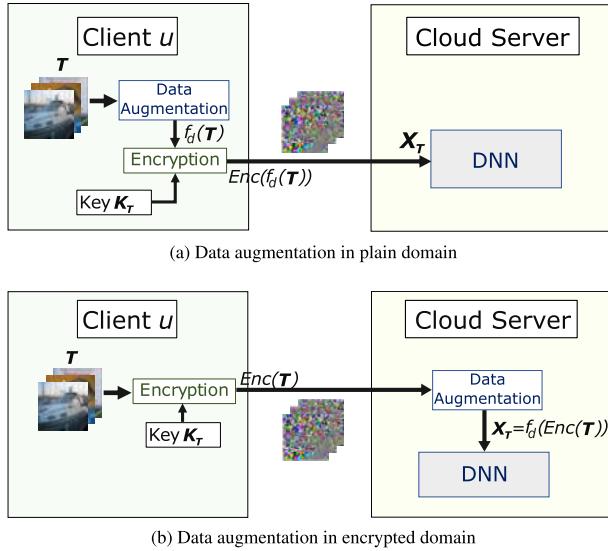 Client u
Cloud Server
T
Data
Augmentation
f_d(T)
Encryption
Enc(f_d(T))
Key K_T
X_T
DNN
(a) Data augmentation in plain domain
Client u
Cloud Server
T
Encryption
Enc(T)
Key K_T
Data
Augmentation
X_T=f_d(Enc(T))
DNN
(b) Data augmentation in encrypted domain